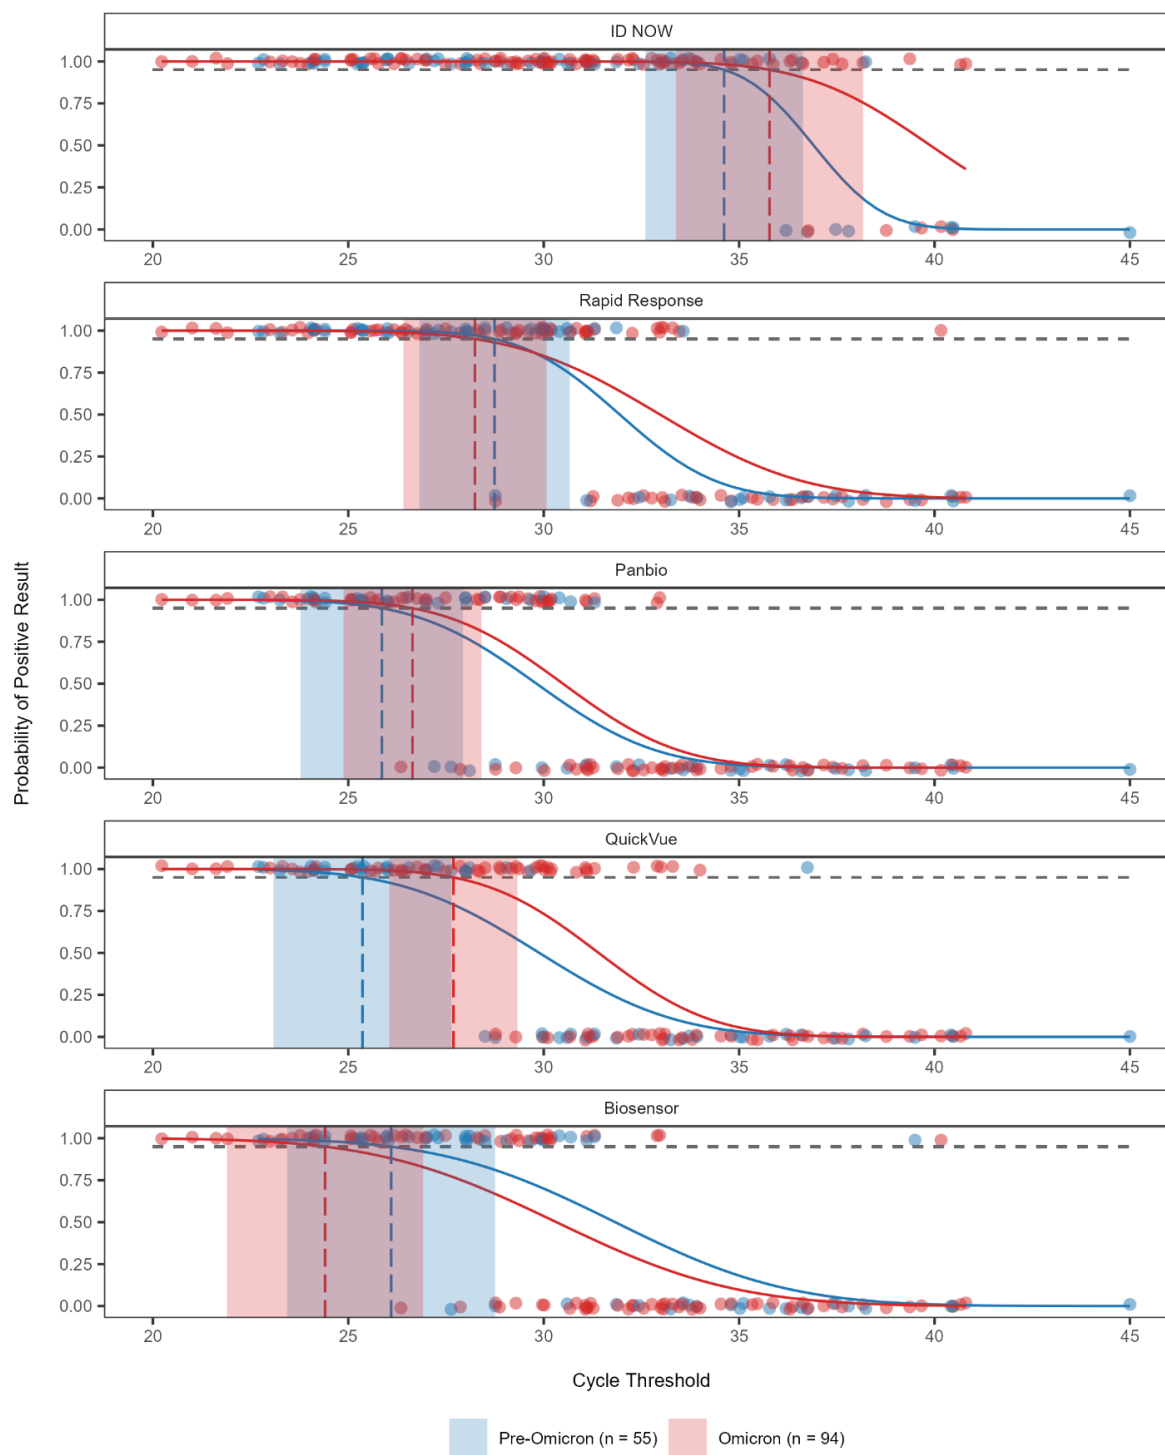 ID NOW
1.00
0.75
0.50
0.25
0.00
20 25 30 35 40 45
Rapid Response
1.00
0.75
0.50
0.25
0.00
20 25 30 35 40 45
Panbio
1.00
0.75
0.50
0.25
0.00
20 25 30 35 40 45
Probability of Positive Result
QuickVue
1.00
0.75
0.50
0.25
0.00
20 25 30 35 40 45
Biosensor
1.00
0.75
0.50
0.25
0.00
20 25 30 35 40 45
Cycle Threshold
Pre-Omicron (n = 55) Omicron (n = 94)